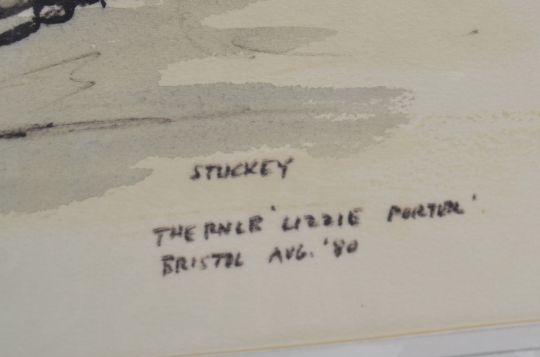 STUCKEY
THE RNLB 'LIZZIE PORTER'
BRISTOL AUG. '80